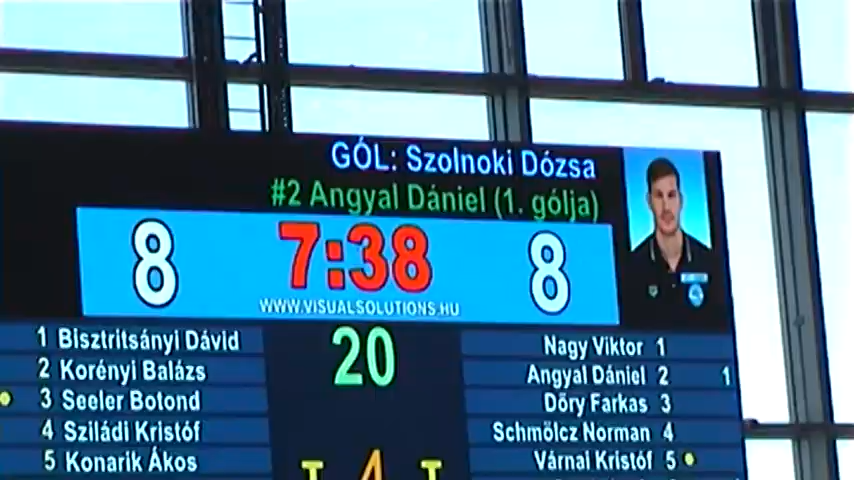 GÓL: Szolnoki Dózsa
#2 Angyal Dániel (1. gólja)
8 7:38 8
WWW.VISUALSOLUTIONS.HU
20
1 Bisztritsányi Dávid
2 Korényi Balázs
3 Seeler Botond
4 Sziládi Kristóf
5 Konarik Ákos
Nagy Viktor 1
Angyal Dániel 2 1
Dőry Farkas 3
Schmölcz Norman 4
Várnal Kristóf 5
T 4 T